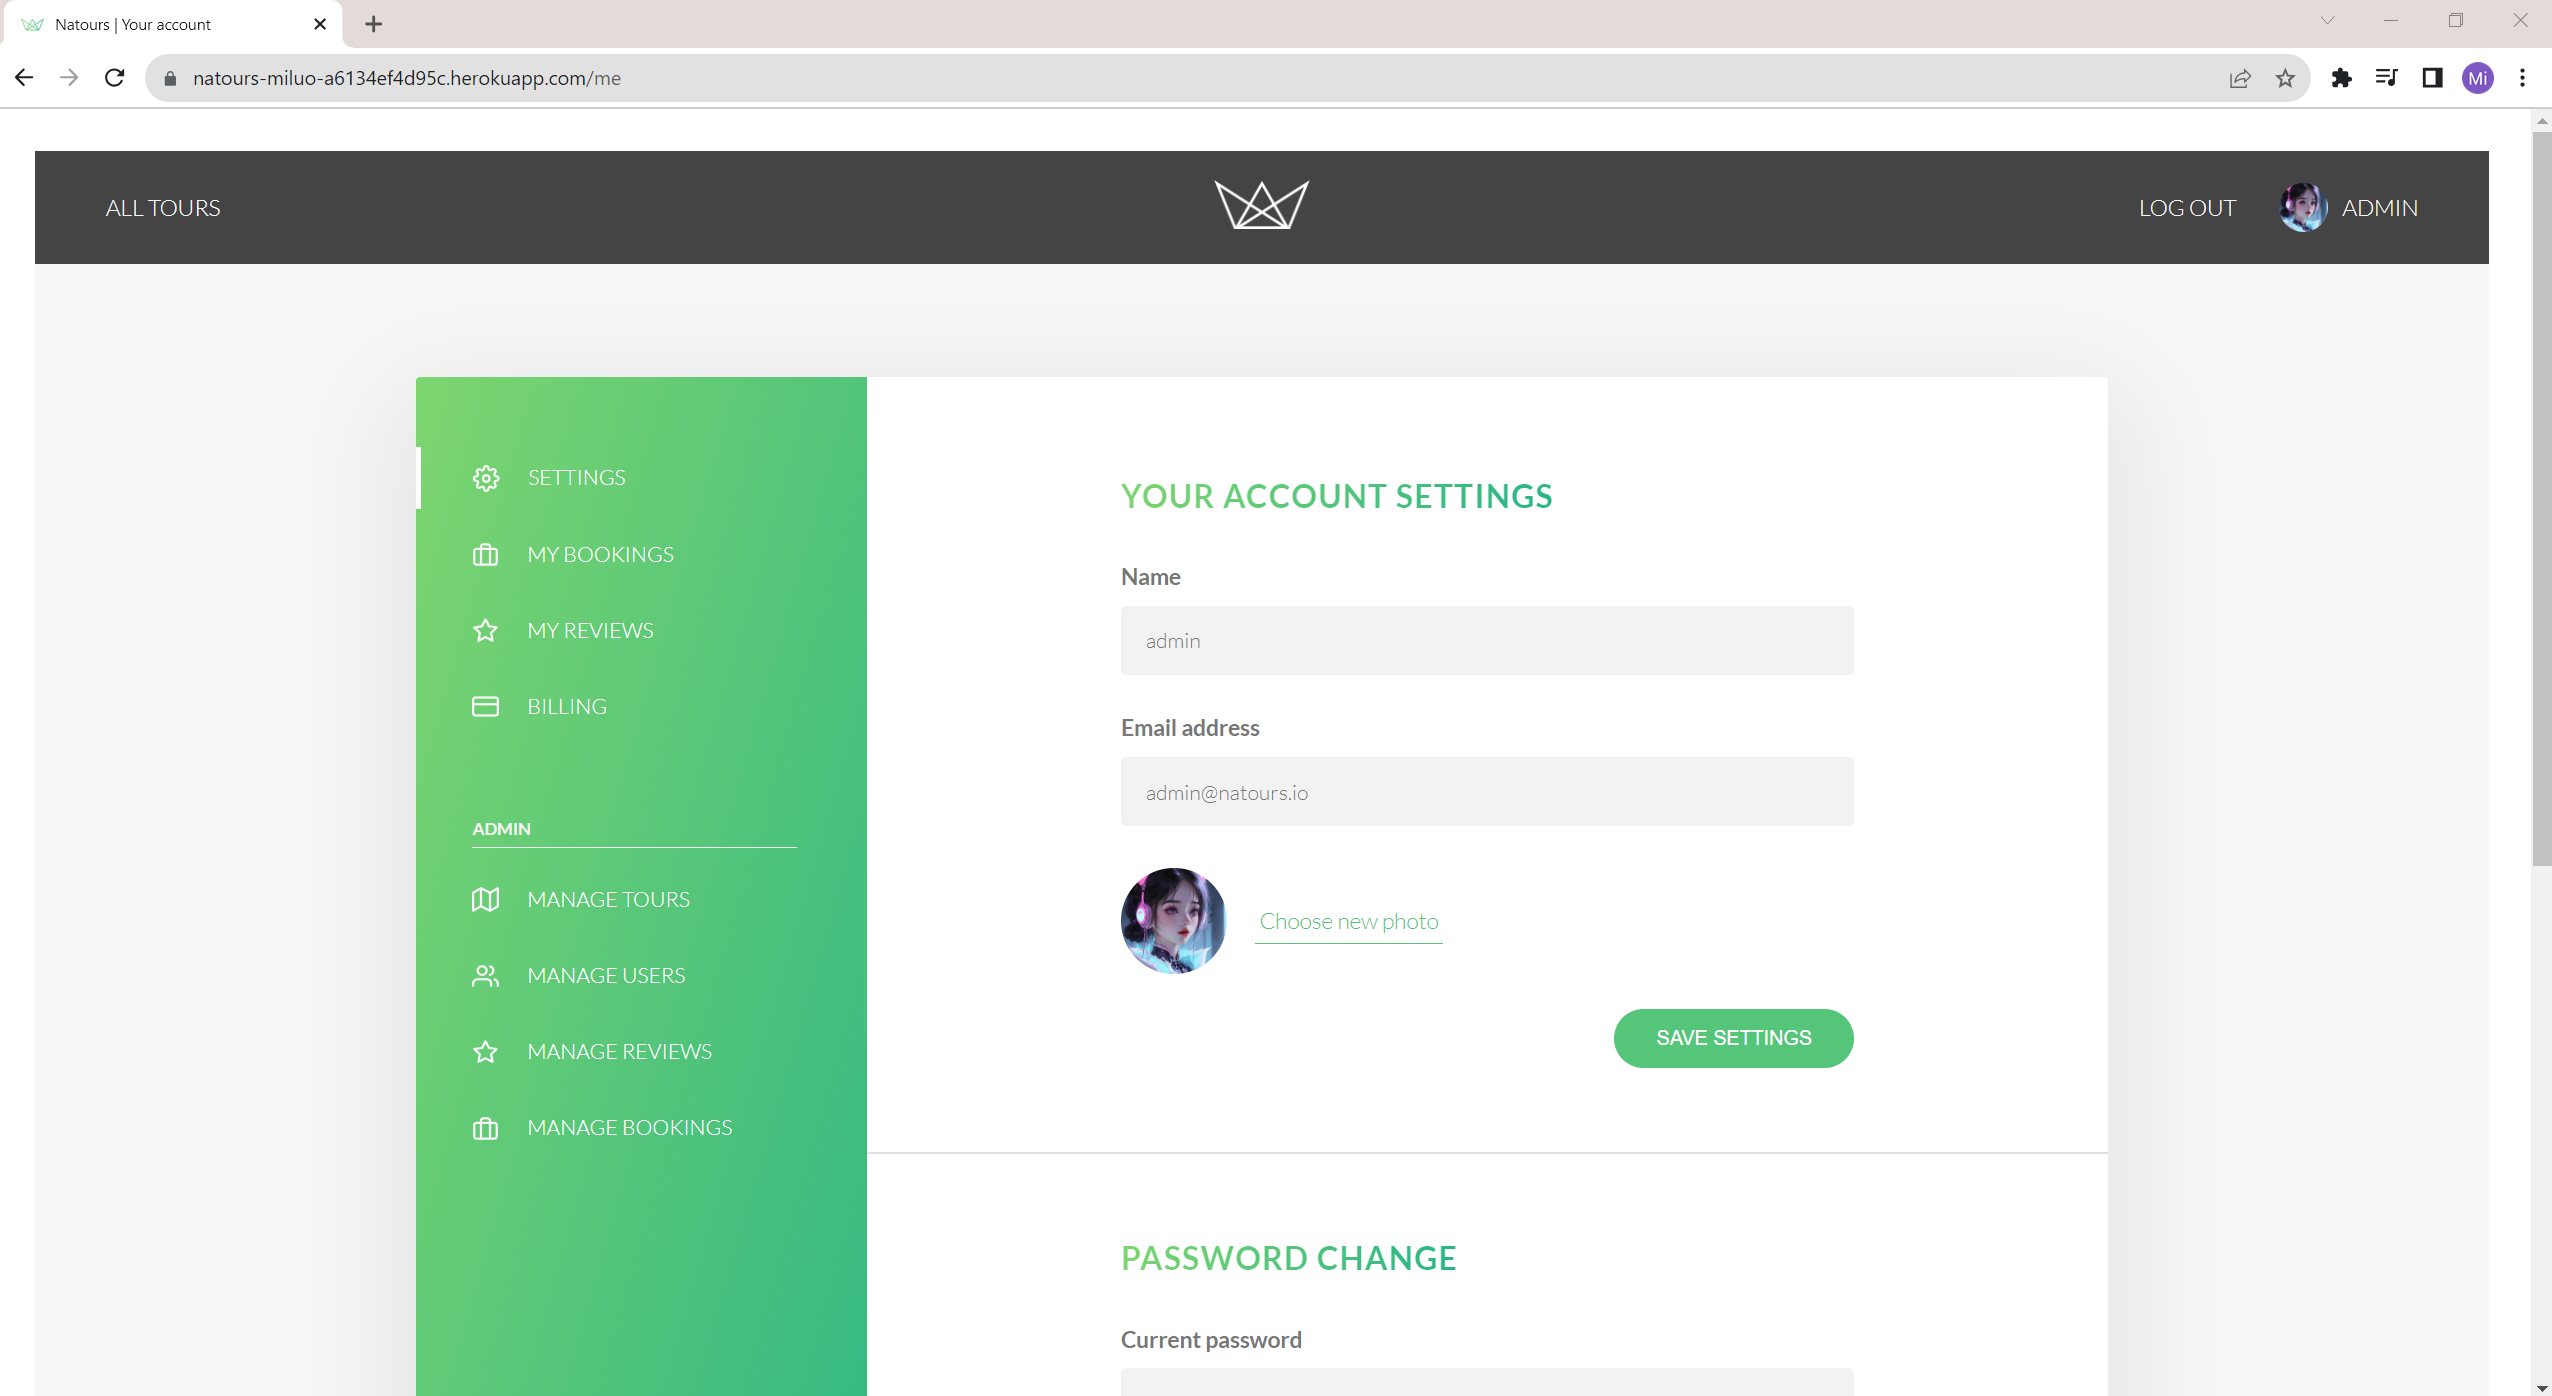 Natours | Your account
natours-miluo-a6134ef4d95c.herokuapp.com/me
Mi
ALL TOURS
LOG OUT
ADMIN
SETTINGS
MY BOOKINGS
MY REVIEWS
BILLING
ADMIN
MANAGE TOURS
MANAGE USERS
MANAGE REVIEWS
MANAGE BOOKINGS
YOUR ACCOUNT SETTINGS
Name
admin
Email address
admin@natours.io
Choose new photo
SAVE SETTINGS
PASSWORD CHANGE
Current password